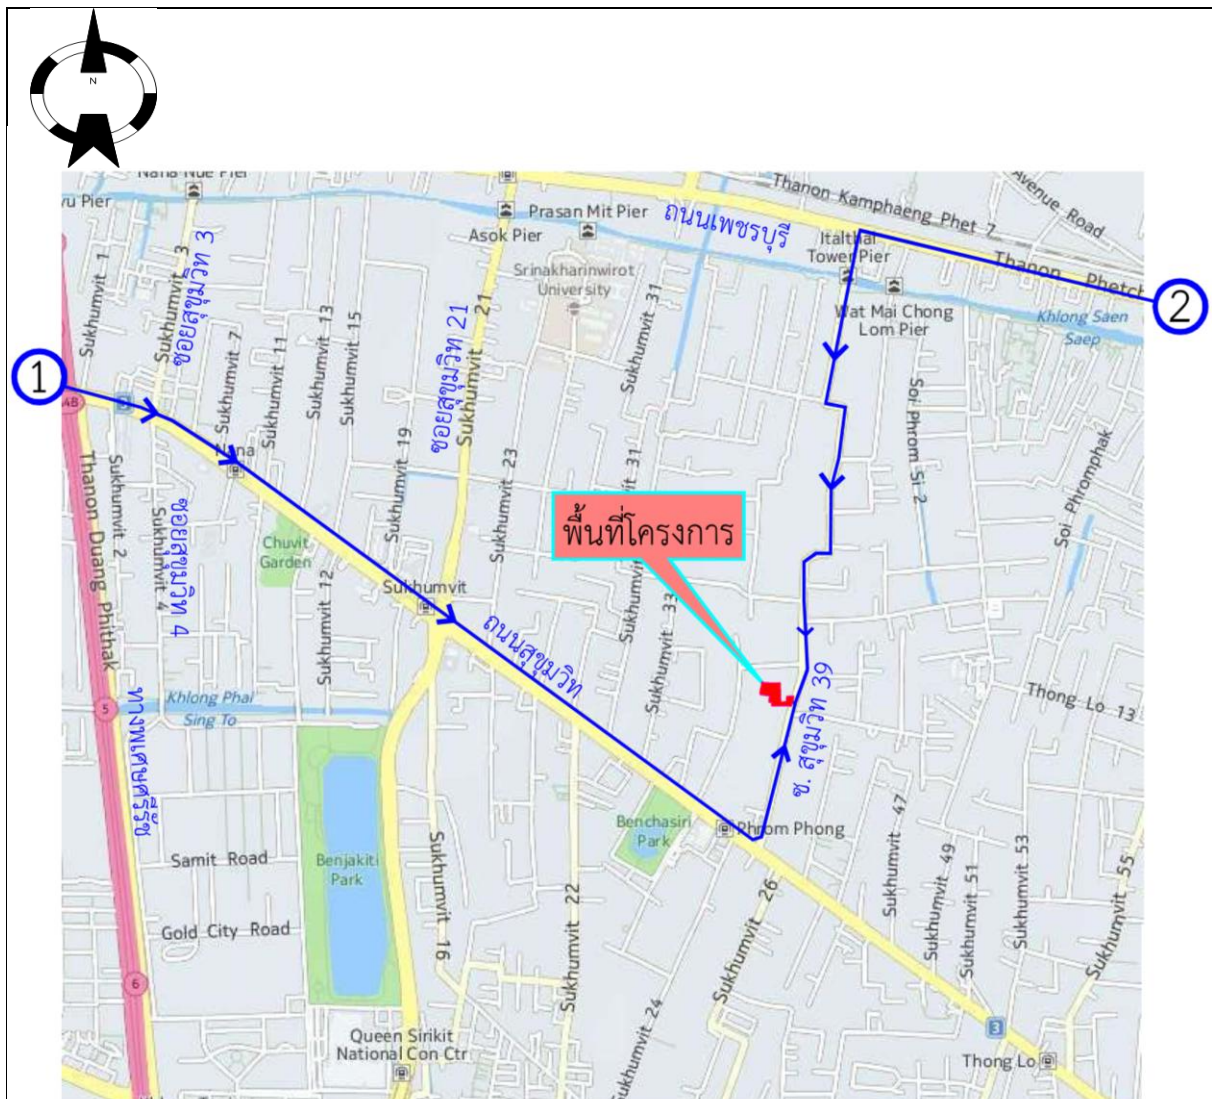 N
Nana Nue Pier
yu Pier
Thanon Kamphaeng Phet 7
Avenue Road
Prasan Mit Pier
ถนนเพชรบุรี
Asok Pier
Italthai
Tower Pier
Thanon Phetch
Srinakharinwirot
University
2
Wat Mai Chong
Lom Pier
Khlong Saen
Saep
Sukhumvit 1
Sukhumvit 3
ซอยสุขุมวิท 3
Sukhumvit 7
Sukhumvit 11
Sukhumvit 13
Sukhumvit 15
ซอยสุขุมวิท 21
Sukhumvit 21
Sukhumvit 31
1
Sukhumvit 19
Sukhumvit 23
Sukhumvit 31
Soi Phrom Si 2
Soi Phromphak
Nana
Thanon Duang Phithak
Sukhumvit 2
Sukhumvit 4
ซอยสุขุมวิท 4
Chuvit
Garden
Sukhumvit 12
พื้นที่โครงการ
Sukhumvit
ถนนสุขุมวิท
Sukhumvit
Sukhumvit 33
Khlong Phai
Sing To
5
ทางพิเศษศรีรัช
ซ. สุขุมวิท 39
Thong Lo 13
Benchasiri
Park
Phrom Phong
Samit Road
Benjakiti
Park
Gold City Road
Sukhumvit 16
Sukhumvit 22
Sukhumvit 24
Sukhumvit 26
Sukhumvit 47
Sukhumvit 49
Sukhumvit 51
Sukhumvit 53
Sukhumvit 55
6
Queen Sirikit
National Con Ctr
3
Thong Lo